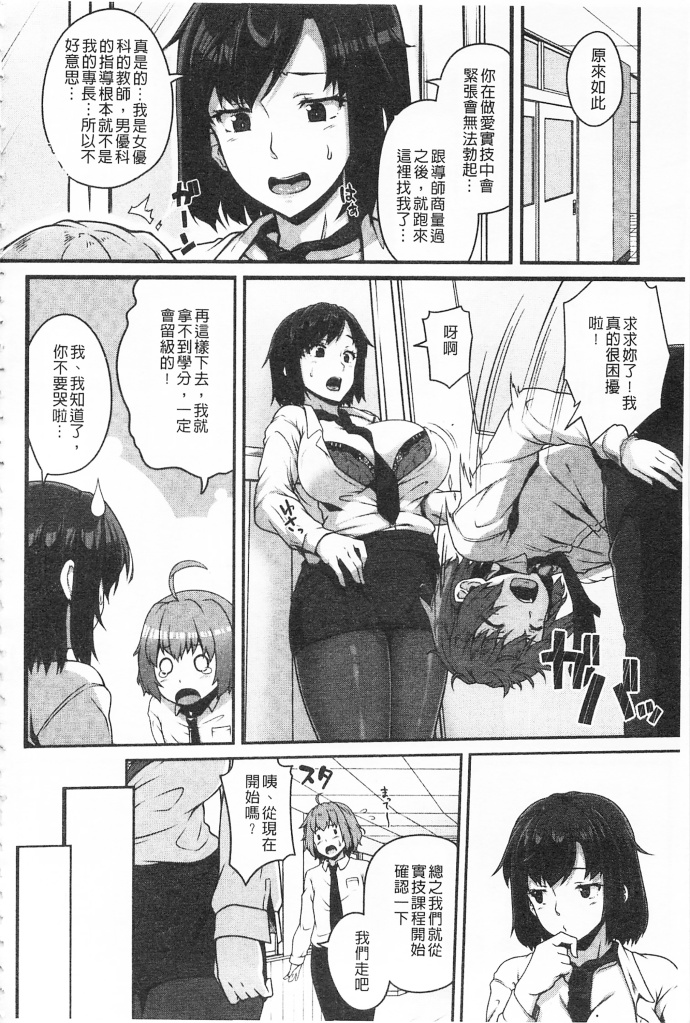 原來如此
你在做愛實技中會
緊張會無法勃起…
跟導師商量過
之後，就跑來
這裡找我了…
真是的…我是女優
科的教師，男優科
的指導根本就不是
我的專長…所以不
好意思…
求求妳了！我
真的很困擾
啦！
呀啊
再這樣下去，我就
拿不到學分，一定
會留級的！
我、我知道了，
你不要哭啦…
總之我們就從
實技課程開始
確認一下
我們走吧
まって〜
スタ
咦、從現在
開始嗎？